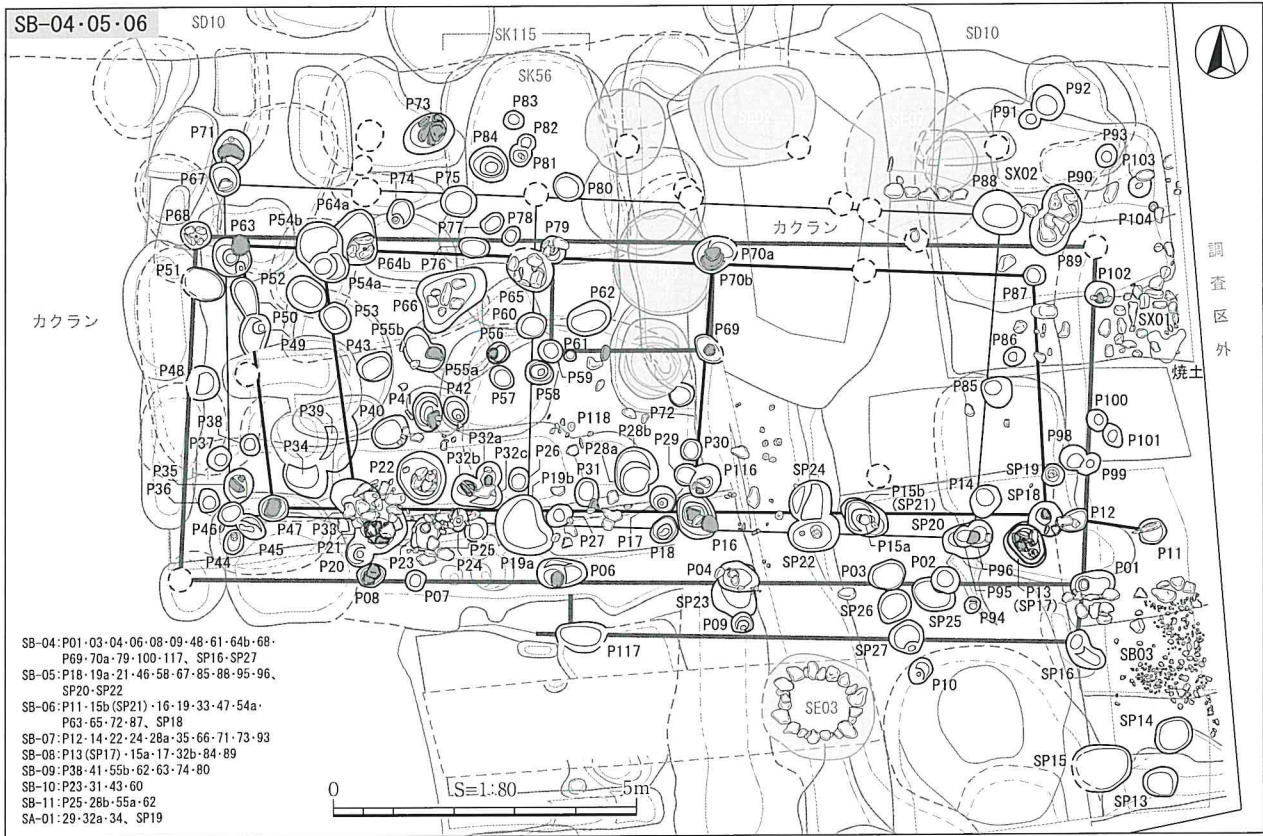 SB-04･05･06
SD10
SK115
SD10
SK56
P73
P83
P82
P84
P81
P92
P91
P71
P93
P67
P103
SX02
P74
P75
P80
P88
P90
P64a
P104
P68
P63
P54b
P78
P77
P79
カクラン
P70a
P89
P51
P52
P64b
P76
P70b
P54a
P102
P87
調査区外
P50
P66
P65
P62
P53
P60
SX01
カクラン
P49
P55b
P56
P61
P69
P43
P86
P48
P55a
P59
焼土
P58
P57
P85
P39
P41
P42
P72
P40
P118
P100
P38
P37
P34
P32a
P28b
P29
P30
P101
P98
P35
P22
P32b
P32c
P26
P28a
P116
SP24
SP19
P99
P36
P31
P19b
P15b
(SP21)
P14
SP18
P12
P46
P47
P33
P27
P17
SP20
P45
P21
P25
P18
P16
P15a
P11
P44
P20
P23
P24
SP22
P96
P19a
P06
P04
P03
P02
P95
P13
(SP17)
P01
P08
P07
SP23
SP26
SP25
P94
P09
P117
SP27
SB03
SP16
P10
SE03
SP14
SP15
SP13
SB-04:P01･03･04･06･08･09･48･61･64b･68･
P69･70a･79･100･117、SP16･SP27
SB-05:P18･19a･21･46･58･67･85･88･95･96、
SP20･SP22
SB-06:P11･15b(SP21)･16･19･33･47･54a･
P63･65･72･87、SP18
SB-07:P12･14･22･24･28a･35･66･71･73･93
SB-08:P13(SP17)･15a･17･32b･84･89
SB-09:P38･41･55b･62･63･74･80
SB-10:P23･31･43･60
SB-11:P25･28b･55a･62
SA-01:29･32a･34、SP19
0 S=1:80 5m